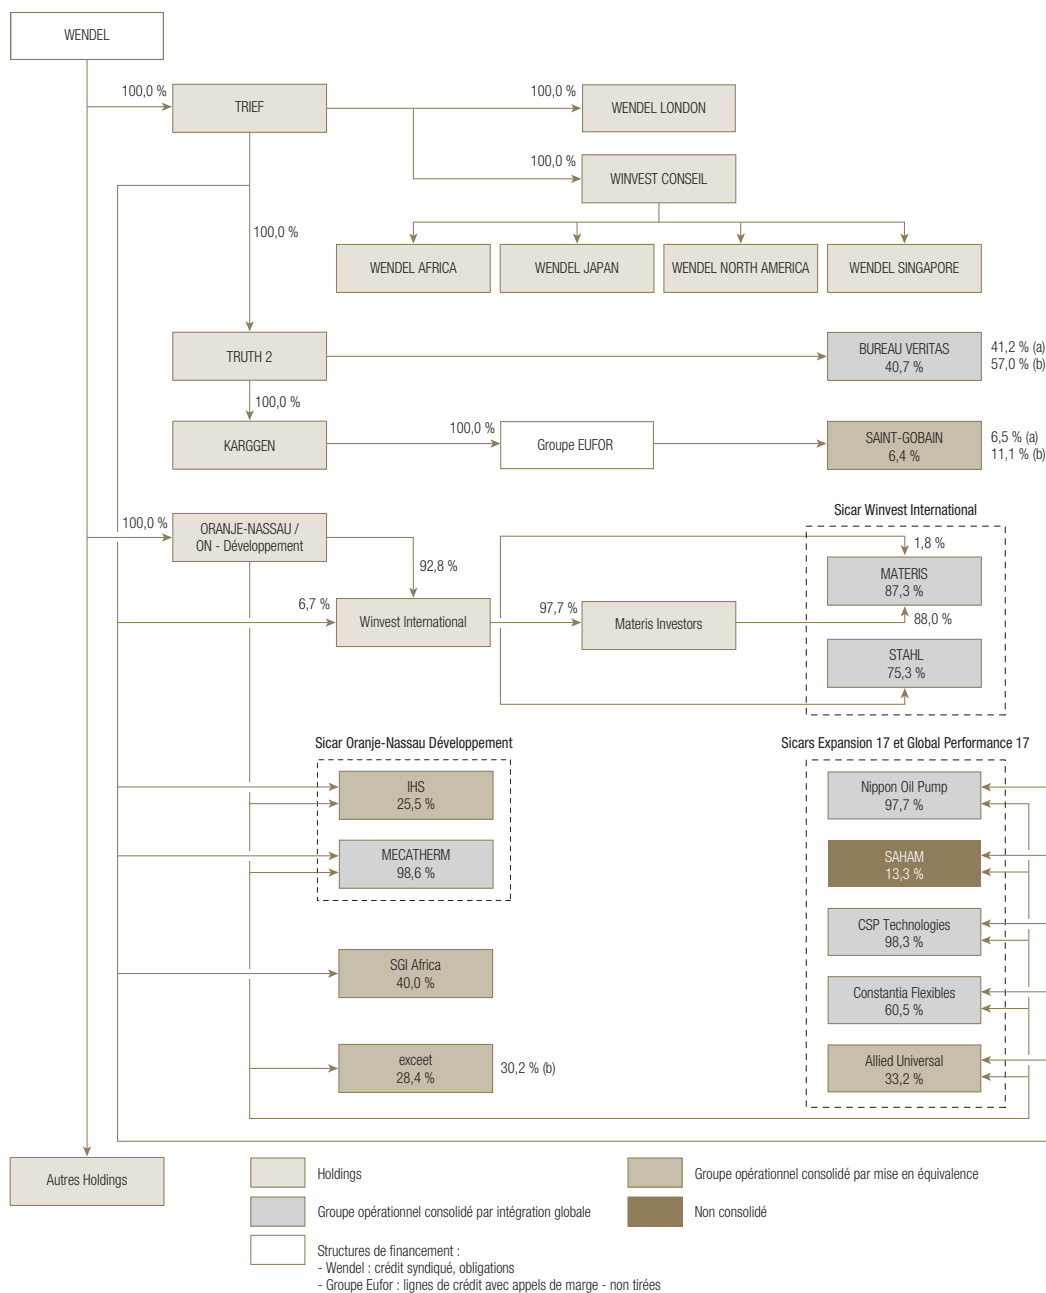 WENDEL
100,0 %
TRIEF
100,0 %
WENDEL LONDON
100,0 %
WINVEST CONSEIL
100,0 %
WENDEL AFRICA
WENDEL JAPAN
WENDEL NORTH AMERICA
WENDEL SINGAPORE
TRUTH 2
BUREAU VERITAS
40,7 %
41,2 % (a)
57,0 % (b)
100,0 %
KARGGEN
100,0 %
Groupe EUFOR
SAINT-GOBAIN
6,4 %
6,5 % (a)
11,1 % (b)
Sicar Winvest International
100,0 %
ORANJE-NASSAU /
ON - Développement
92,8 %
1,8 %
MATERIS
87,3 %
6,7 %
Winvest International
97,7 %
Materis Investors
88,0 %
STAHL
75,3 %
Sicar Oranje-Nassau Développement
Sicars Expansion 17 et Global Performance 17
IHS
25,5 %
Nippon Oil Pump
97,7 %
MECATHERM
98,6 %
SAHAM
13,3 %
CSP Technologies
98,3 %
SGI Africa
40,0 %
Constantia Flexibles
60,5 %
exceet
28,4 %
30,2 % (b)
Allied Universal
33,2 %
Autres Holdings
Holdings
Groupe opérationnel consolidé par mise en équivalence
Groupe opérationnel consolidé par intégration globale
Non consolidé
Structures de financement :
- Wendel : crédit syndiqué, obligations
- Groupe Eufor : lignes de crédit avec appels de marge - non tirées